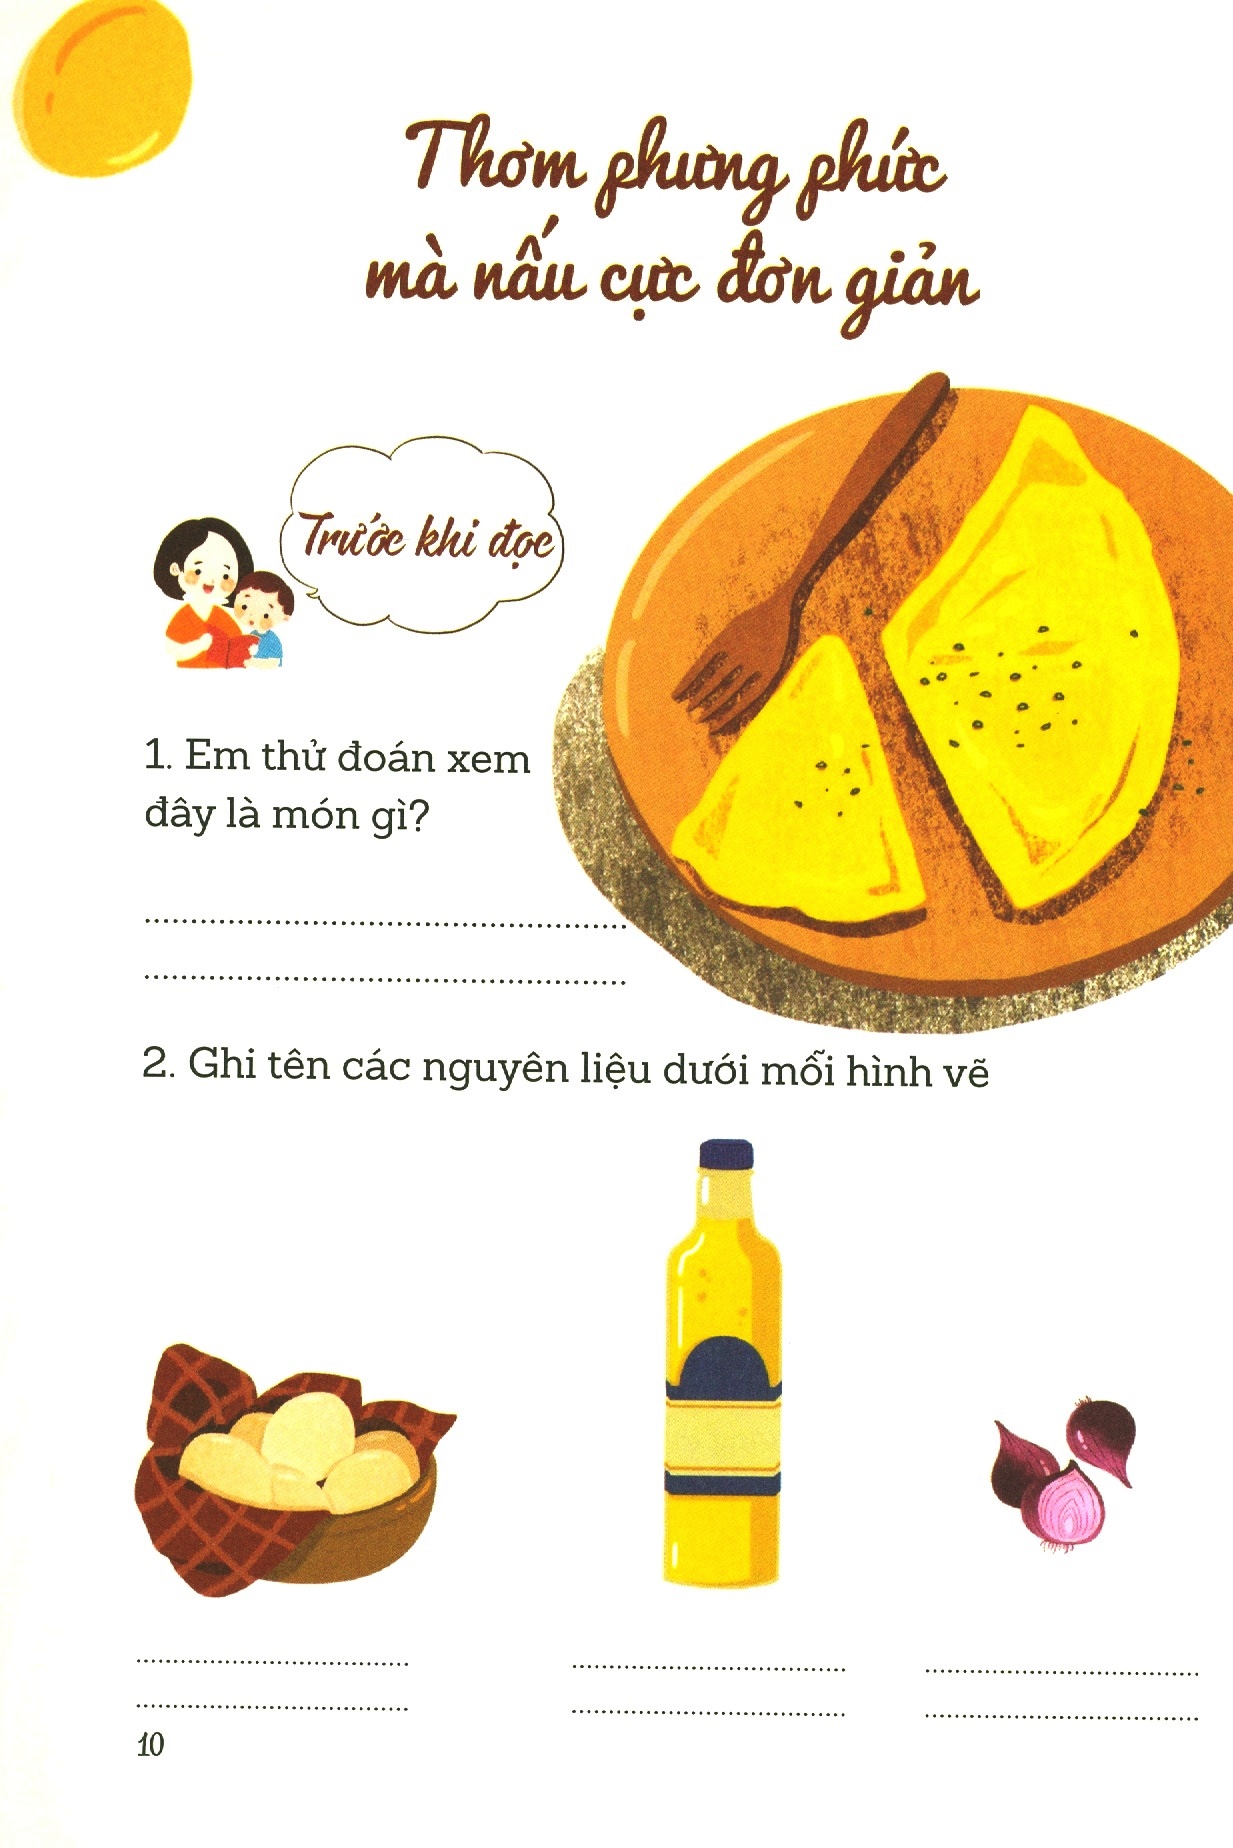 Thơm phưng phức
mà nấu cực đơn giản
Trước khi đọc
1. Em thử đoán xem
đây là món gì?
2. Ghi tên các nguyên liệu dưới mỗi hình vẽ
10